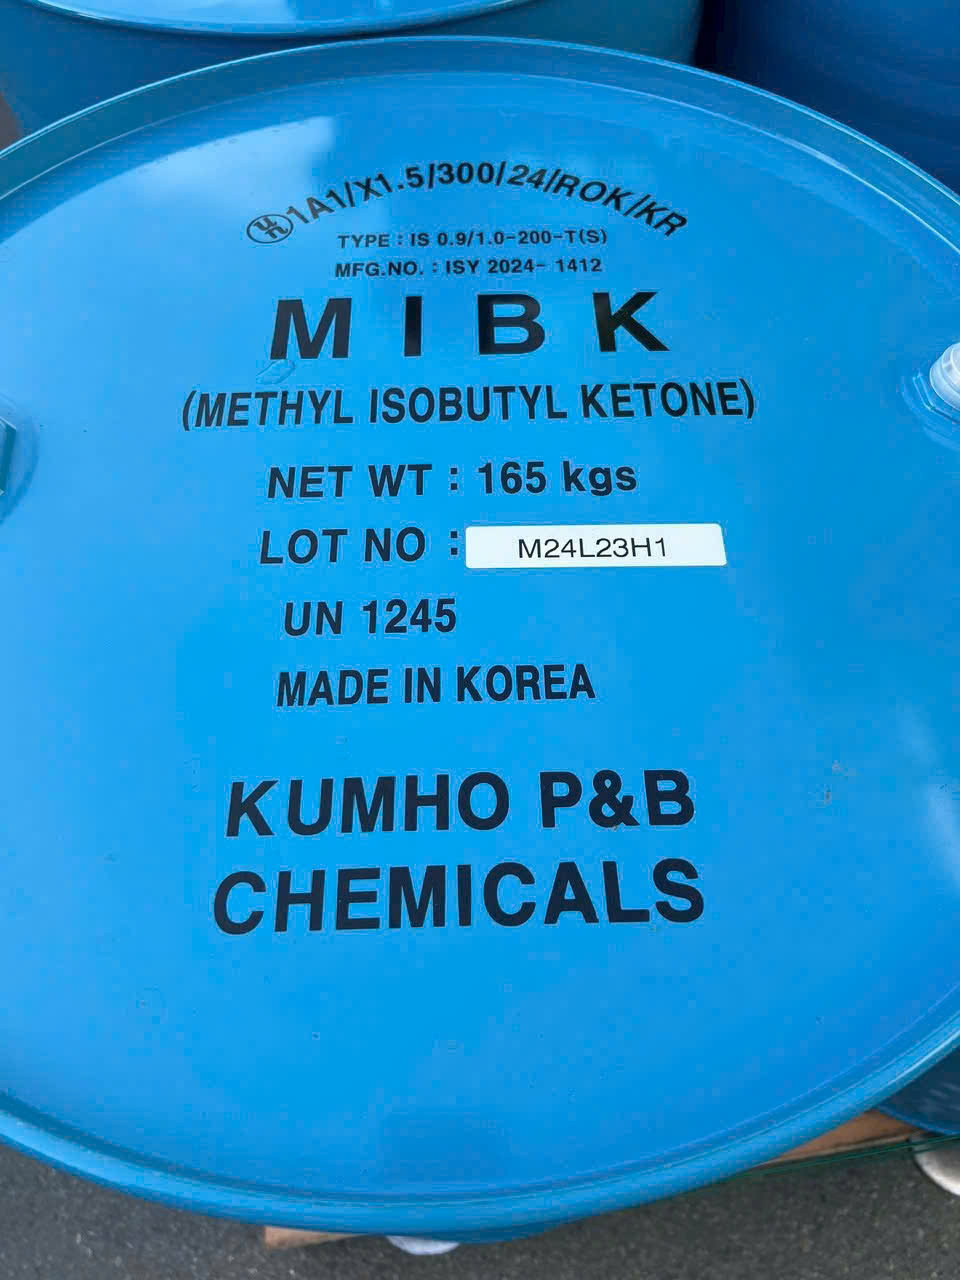 UN 1A1/X1.5/300/24/ROK/KR
TYPE : IS 0.9/1.0-200-T(S)
MFG.NO. : ISY 2024- 1412
MIBK
(METHYL ISOBUTYL KETONE)
NET WT : 165 kgs
LOT NO : M24L23H1
UN 1245
MADE IN KOREA
KUMHO P&B
CHEMICALS